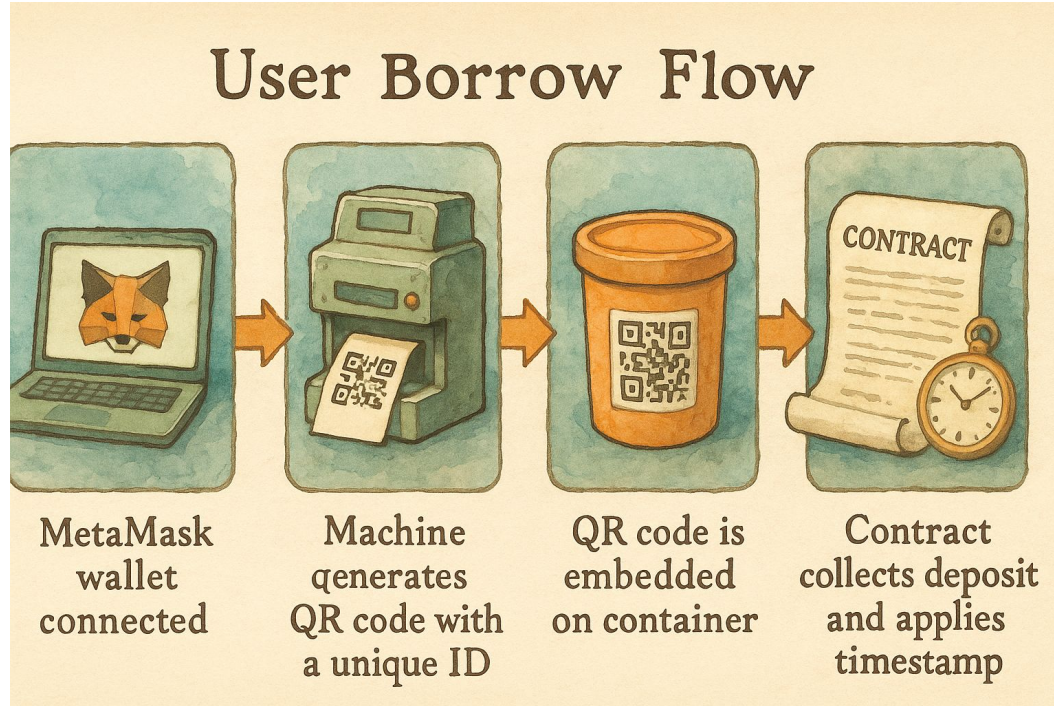 User Borrow Flow
CONTRACT
MetaMask
wallet
connected
Machine
qenerates
QR code with
a unique ID
QR code is
embedded
on container
Contract
collects deposit
and applies
timestamp